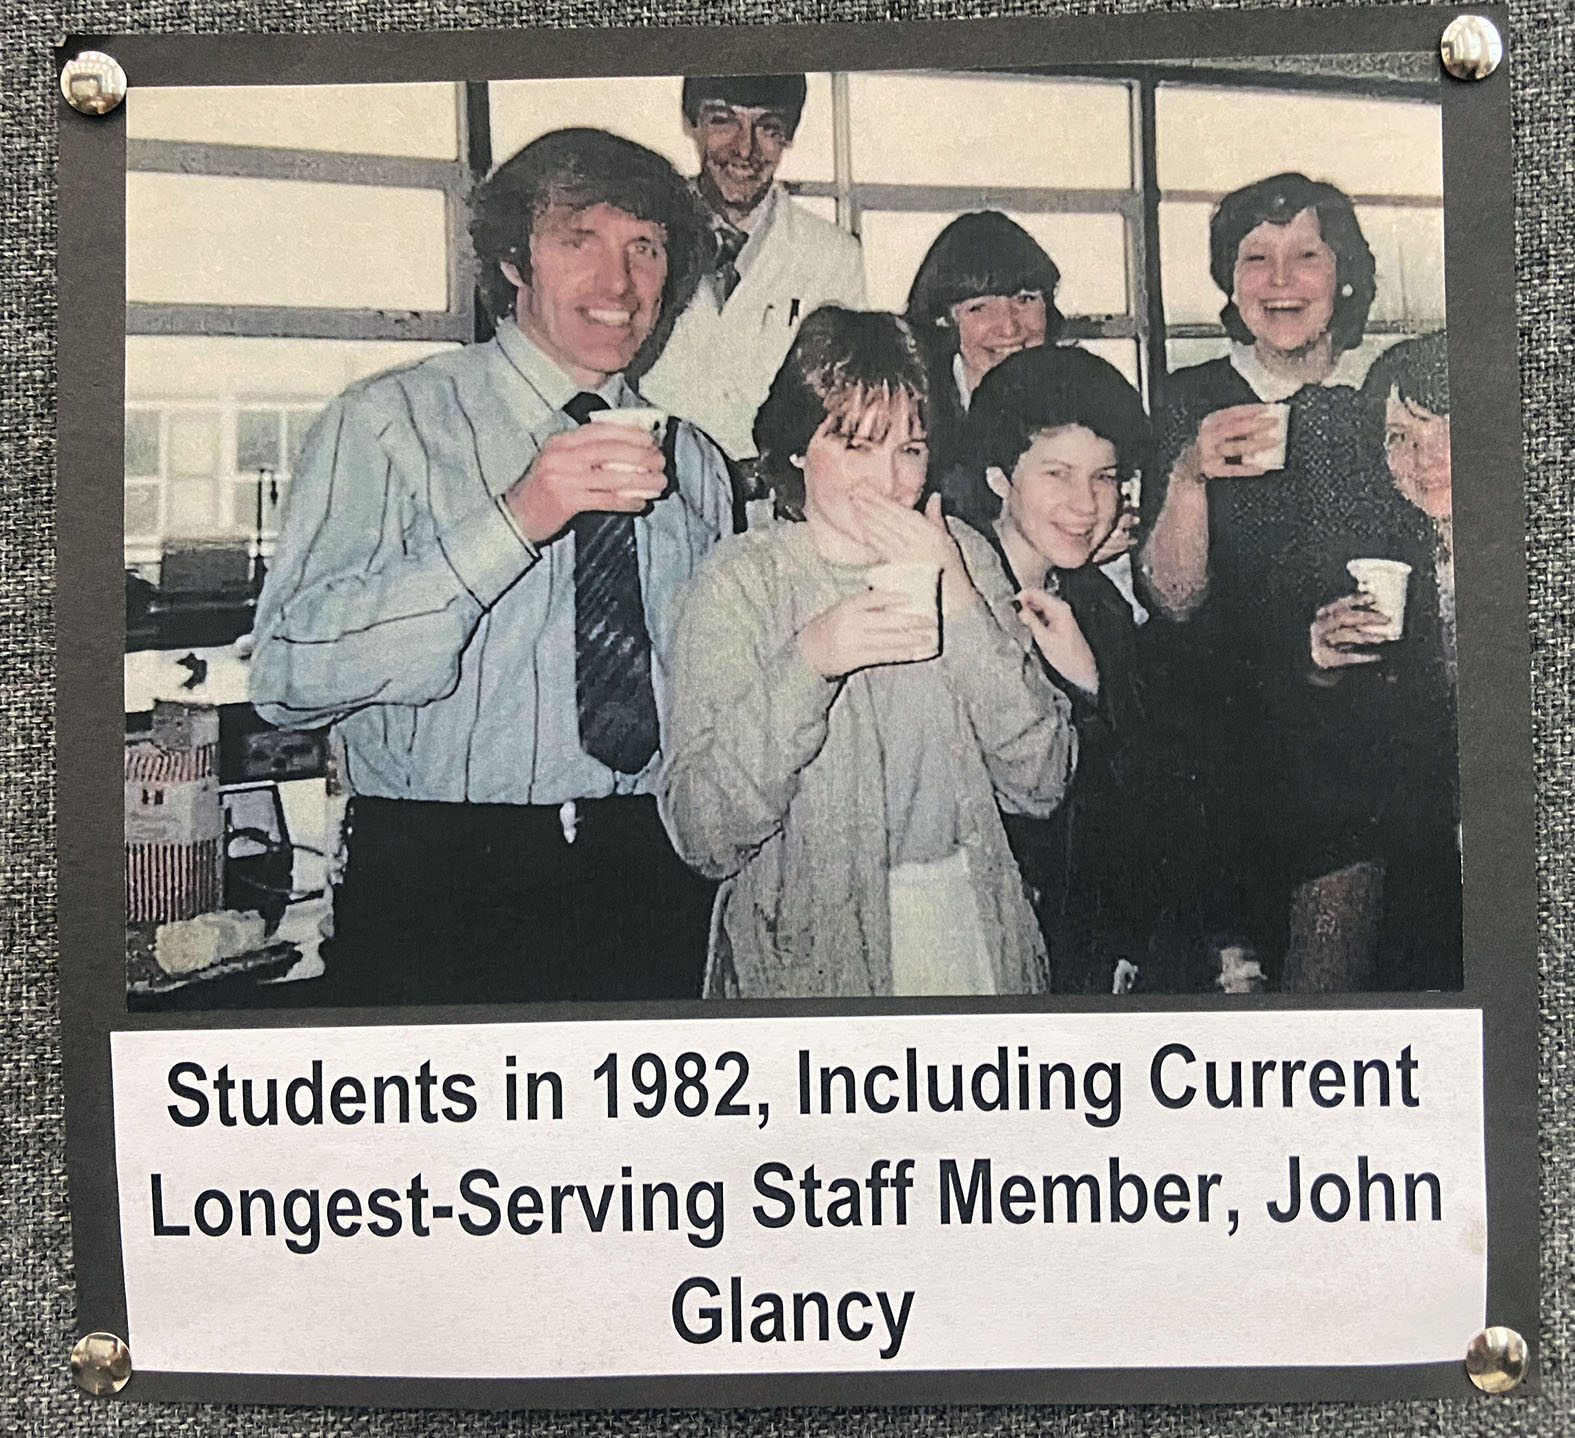 Students in 1982, Including Current
Longest-Serving Staff Member, John
Glancy